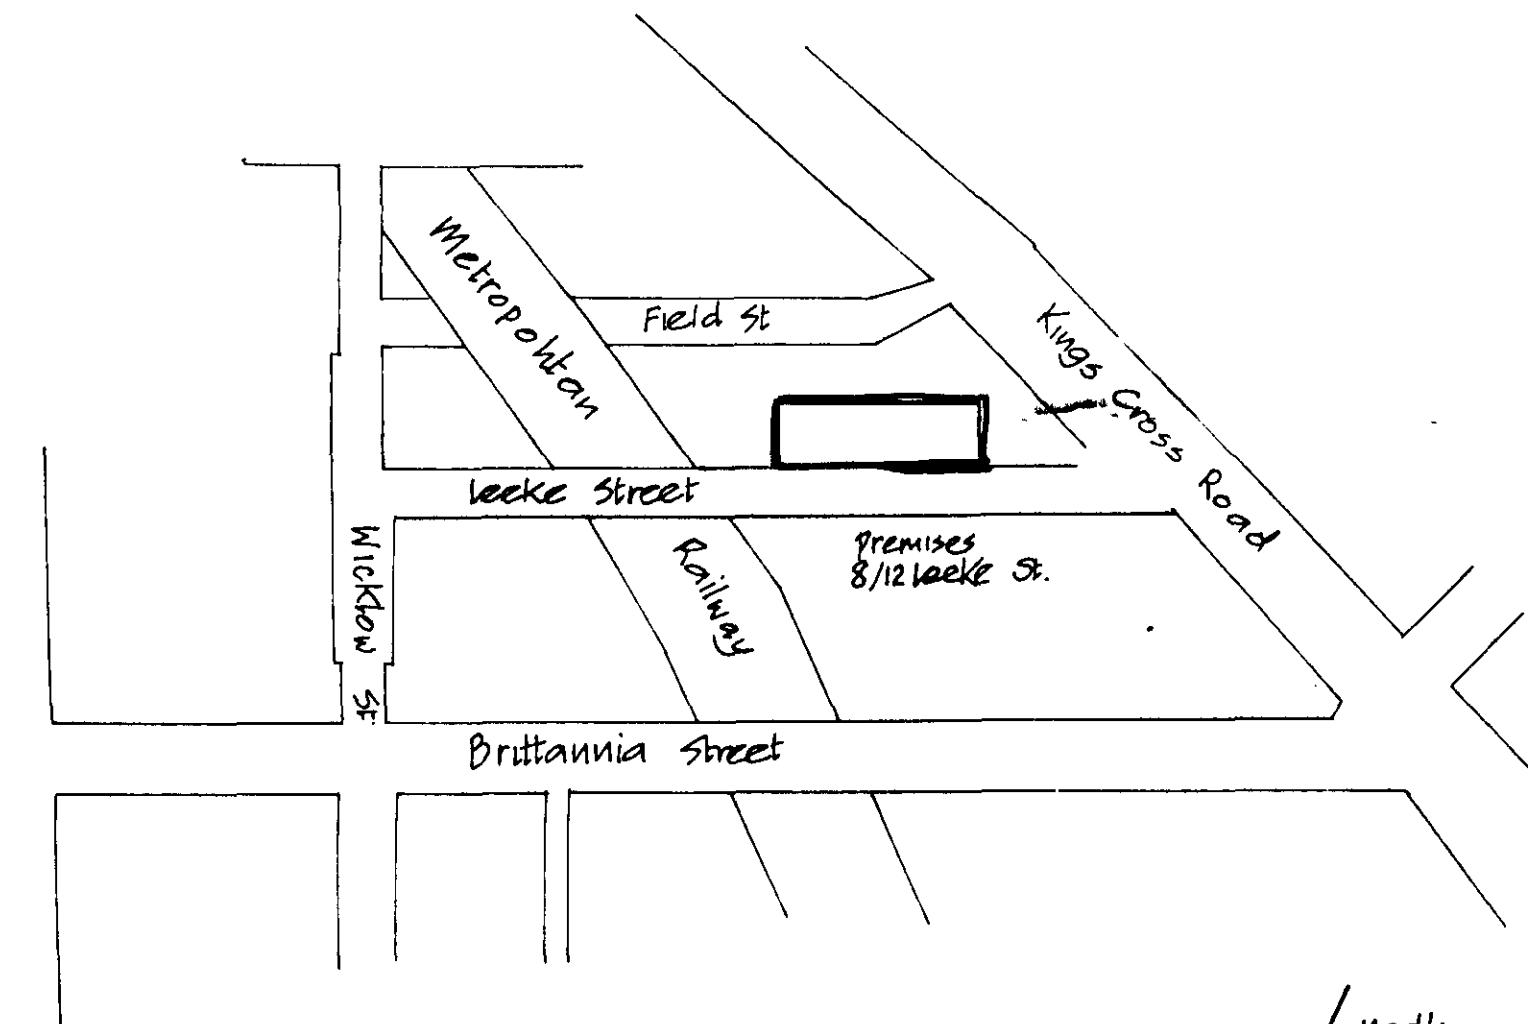 Metropolitan
Field St
Kings Cross Road
Leeke Street
Wicklow St
Railway
premises
8/12 Leeke St.
Brittannia Street